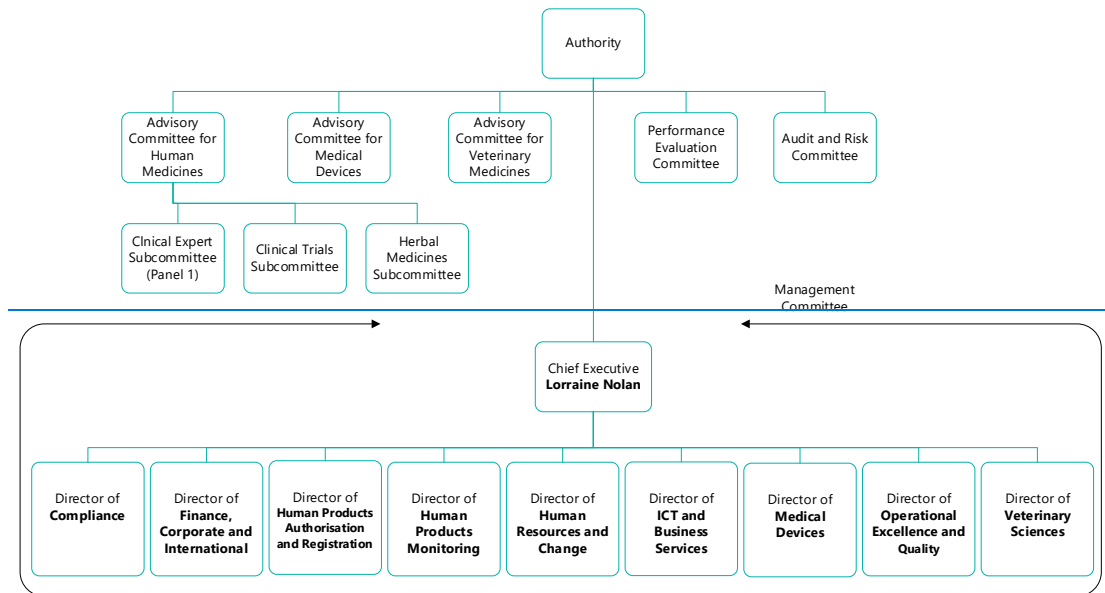 Authority
Advisory
Committee for
Human
Medicines
Advisory
Committee for
Medical
Devices
Advisory
Committee for
Veterinary
Medicines
Performance
Evaluation
Committee
Audit and Risk
Committee
Clnical Expert
Subcommittee
(Panel 1)
Clinical Trials
Subcommittee
Herbal
Medicines
Subcommittee
Management
Committee
Chief Executive
Lorraine Nolan
Director of
Compliance
Director of
Finance,
Corporate and
International
Director of
Human Products
Authorisation
and Registration
Director of
Human
Products
Monitoring
Director of
Human
Resources and
Change
Director of
ICT and
Business
Services
Director of
Medical
Devices
Director of
Operational
Excellence and
Quality
Director of
Veterinary
Sciences